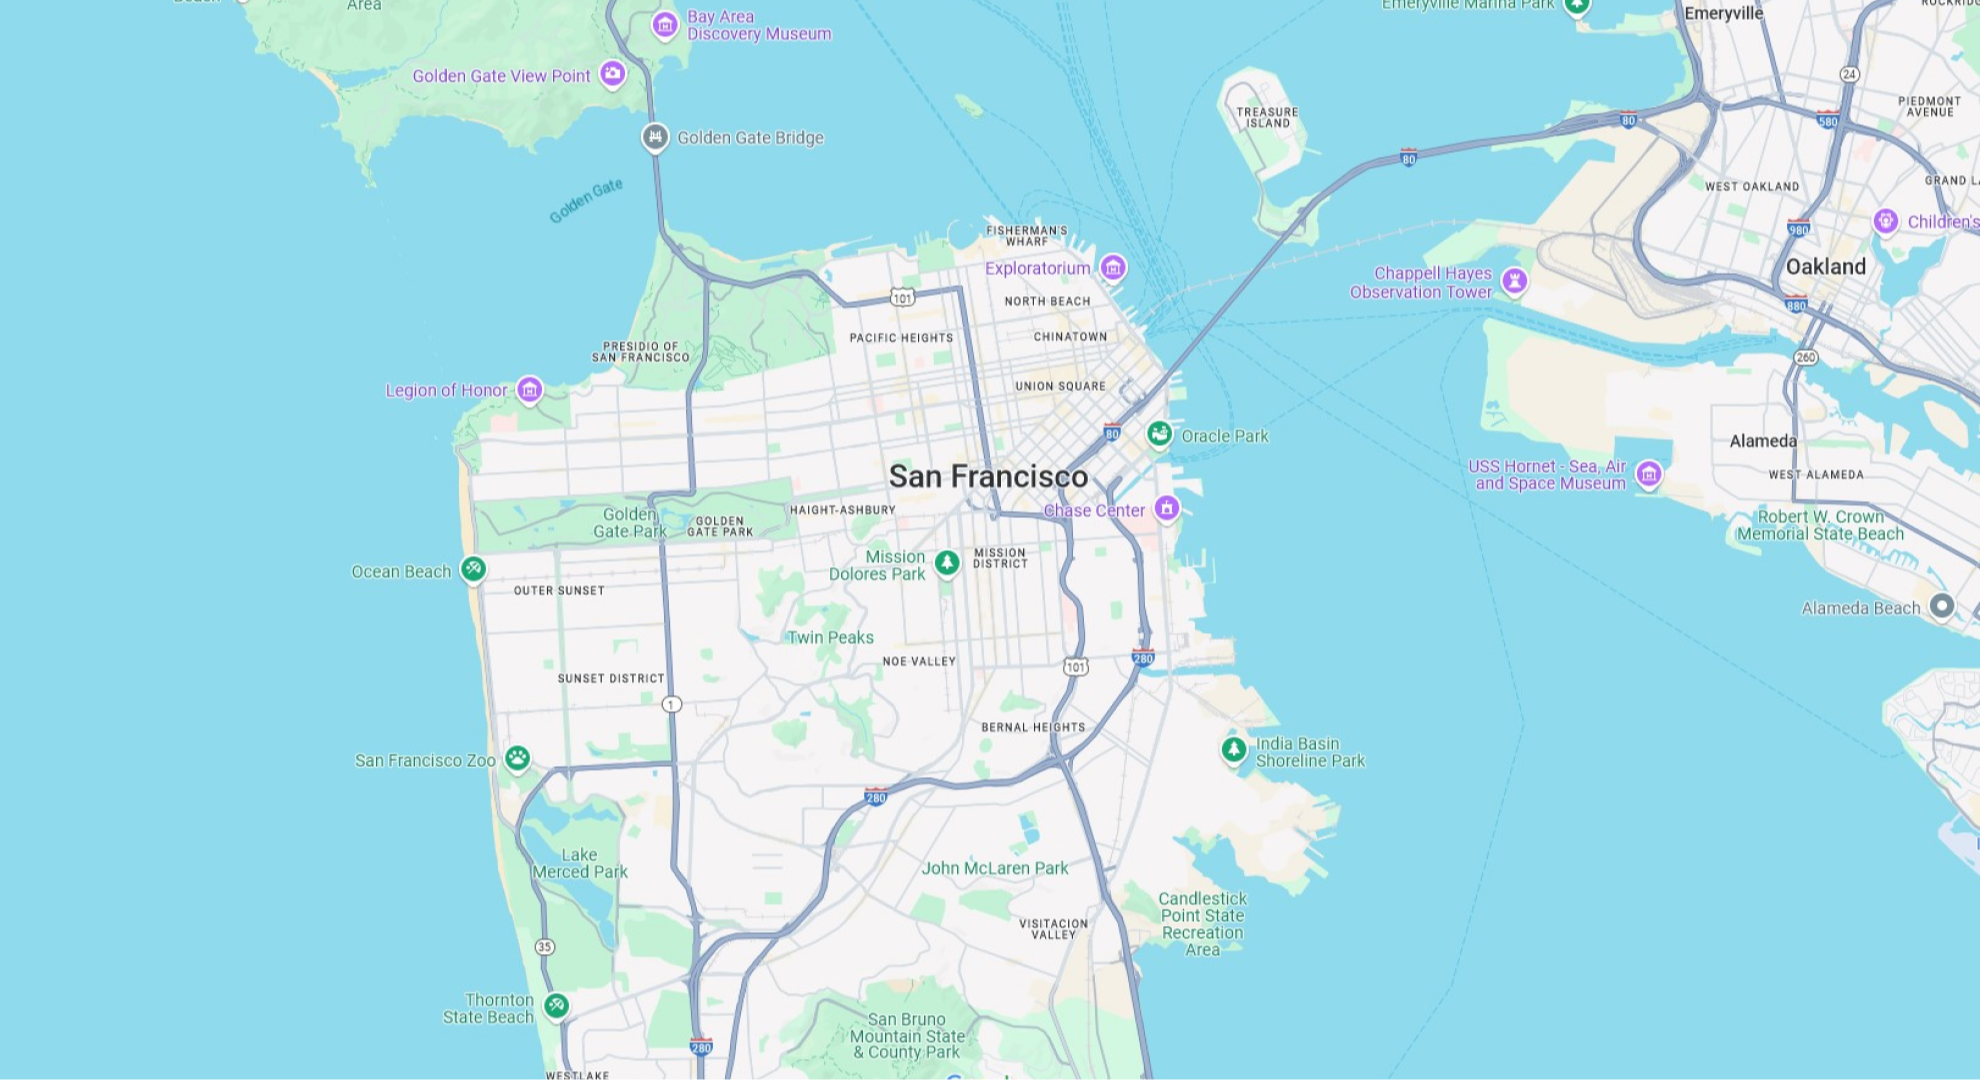 Area
Bay Area
Discovery Museum
Emeryville Marina Park
Emeryville
Golden Gate View Point
24
PIEDMONT
AVENUE
TREASURE
ISLAND
80
580
Golden Gate Bridge
80
Golden Gate
WEST OAKLAND
GRAND L
FISHERMAN'S
WHARF
980
Children's
Exploratorium
Chappell Hayes
Observation Tower
Oakland
101
NORTH BEACH
880
PACIFIC HEIGHTS
CHINATOWN
PRESIDIO OF
SAN FRANCISCO
260
Legion of Honor
UNION SQUARE
80
Oracle Park
Alameda
San Francisco
USS Hornet - Sea, Air
and Space Museum
WEST ALAMEDA
HAIGHT-ASHBURY
Chase Center
Golden
Gate Park
GOLDEN
GATE PARK
Robert W. Crown
Memorial State Beach
Mission
Dolores Park
MISSION
DISTRICT
Ocean Beach
OUTER SUNSET
Alameda Beach
Twin Peaks
NOE VALLEY
101
280
SUNSET DISTRICT
1
BERNAL HEIGHTS
India Basin
Shoreline Park
San Francisco Zoo
280
Lake
Merced Park
John McLaren Park
Candlestick
Point State
Recreation
Area
VISITACION
VALLEY
35
Thornton
State Beach
San Bruno
Mountain State
& County Park
280
WESTLAKE